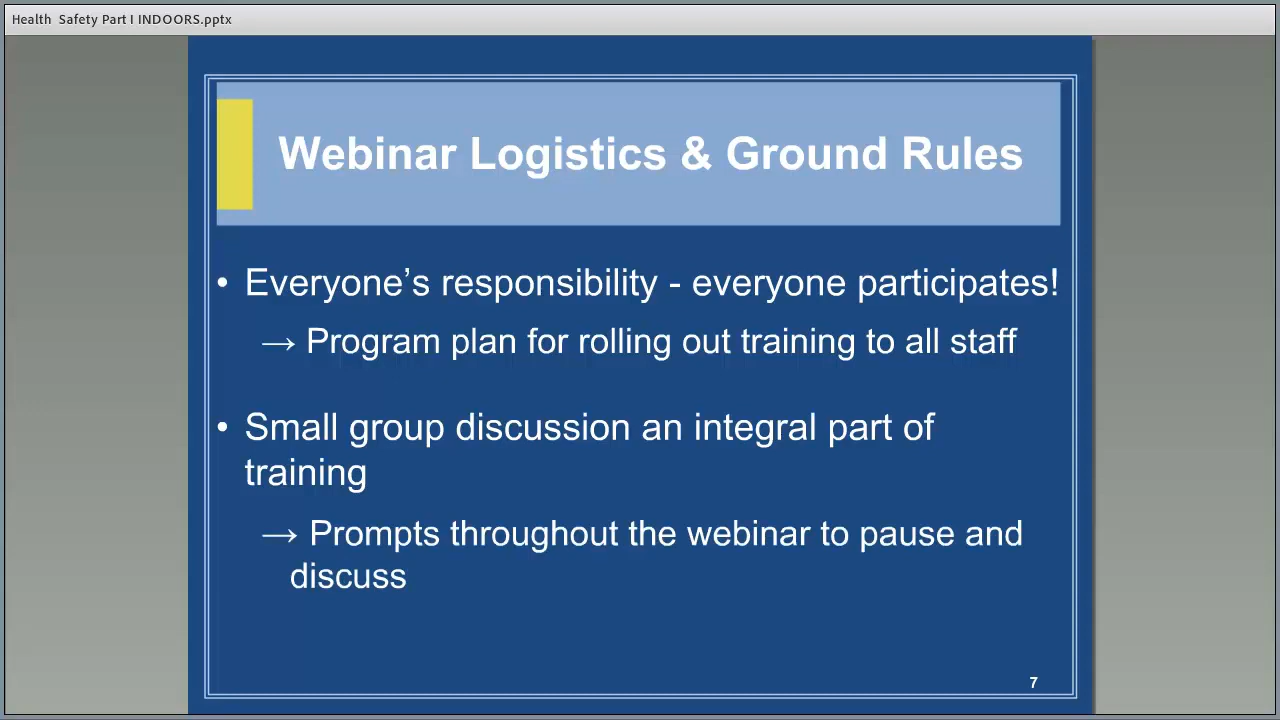 Health  Safety Part I INDOORS.pptx
Webinar Logistics & Ground Rules
• Everyone’s responsibility - everyone participates!
→ Program plan for rolling out training to all staff
• Small group discussion an integral part of
training
→ Prompts throughout the webinar to pause and
discuss
7